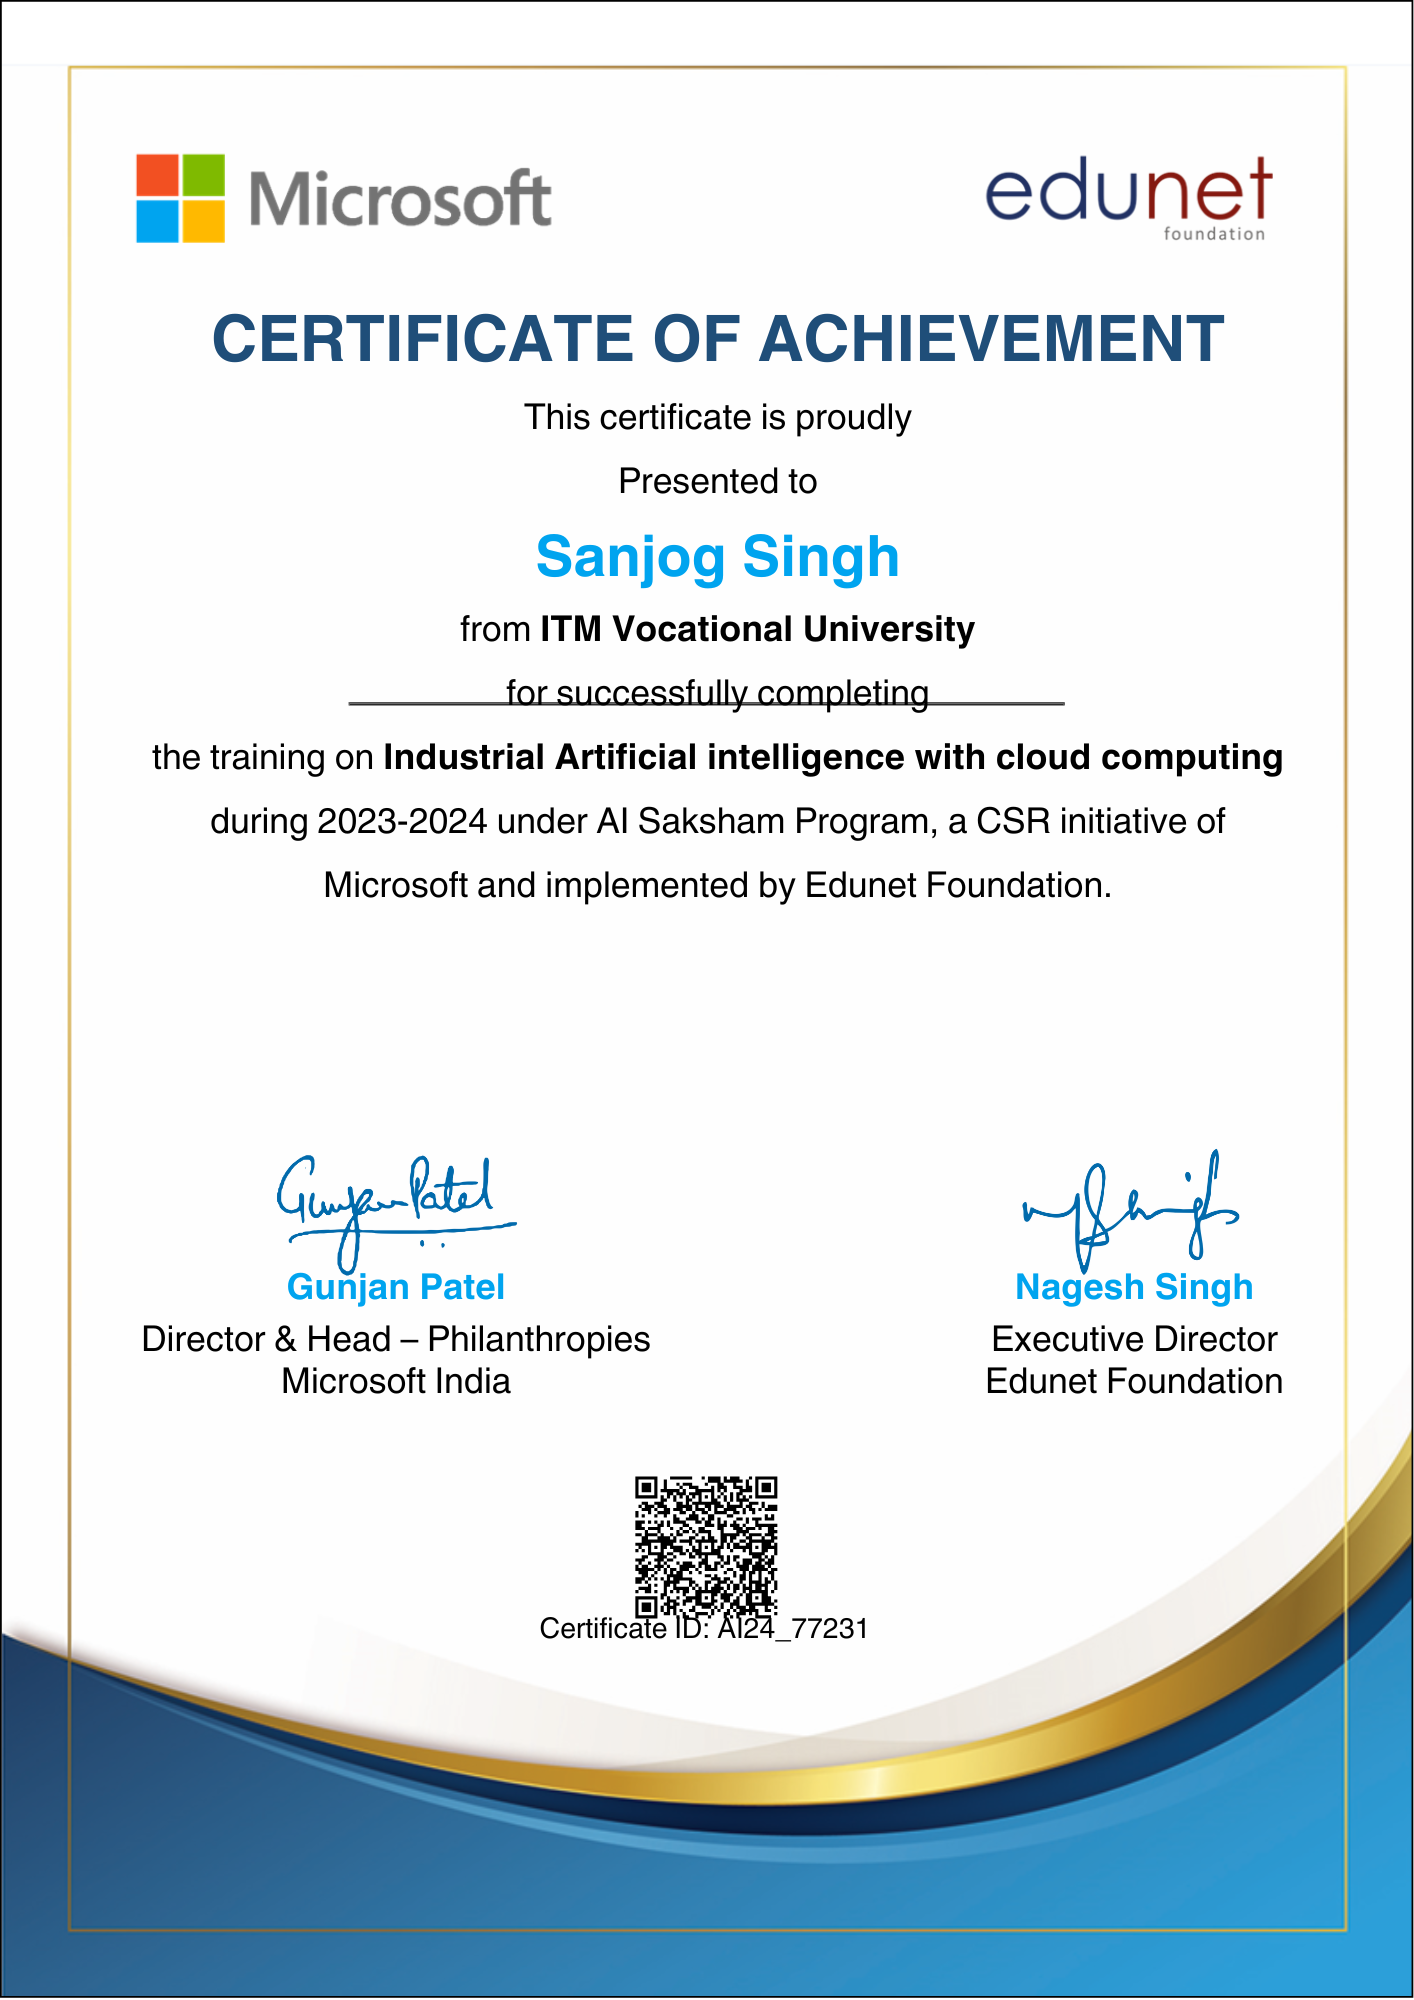 Microsoft
edunet
foundation
CERTIFICATE OF ACHIEVEMENT
This certificate is proudly
Presented to
Sanjog Singh
from ITM Vocational University
for successfully completing
the training on Industrial Artificial intelligence with cloud computing
during 2023-2024 under AI Saksham Program, a CSR initiative of
Microsoft and implemented by Edunet Foundation.
Gunjan Patel
Gunjan Patel
Director & Head – Philanthropies
Microsoft India
Nagesh Singh
Executive Director
Edunet Foundation
Certificate ID: AI24_77231